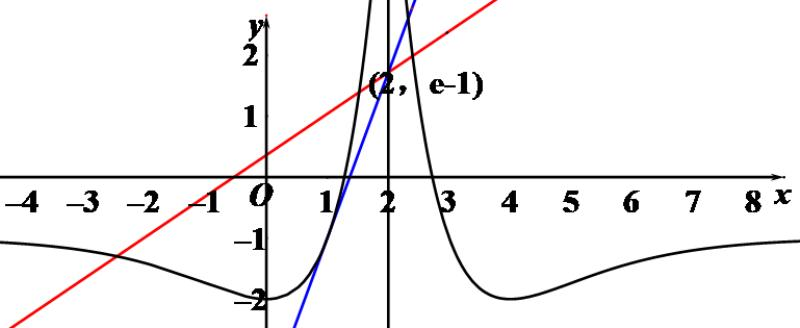 y
2
(2, e-1)
1
–4 –3 –2 –1 O 1 2 3 4 5 6 7 8 x
–1
–2